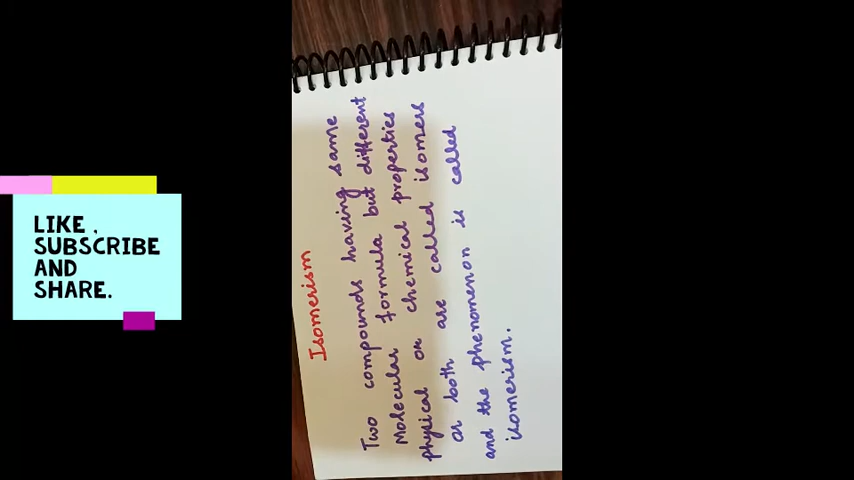 LIKE ,
SUBSCRIBE
AND
SHARE.
Isomerism
Two compounds having same
Molecular formula but different
physical or chemical properties
or both are called isomers
and the phenomenon is called
isomerism.